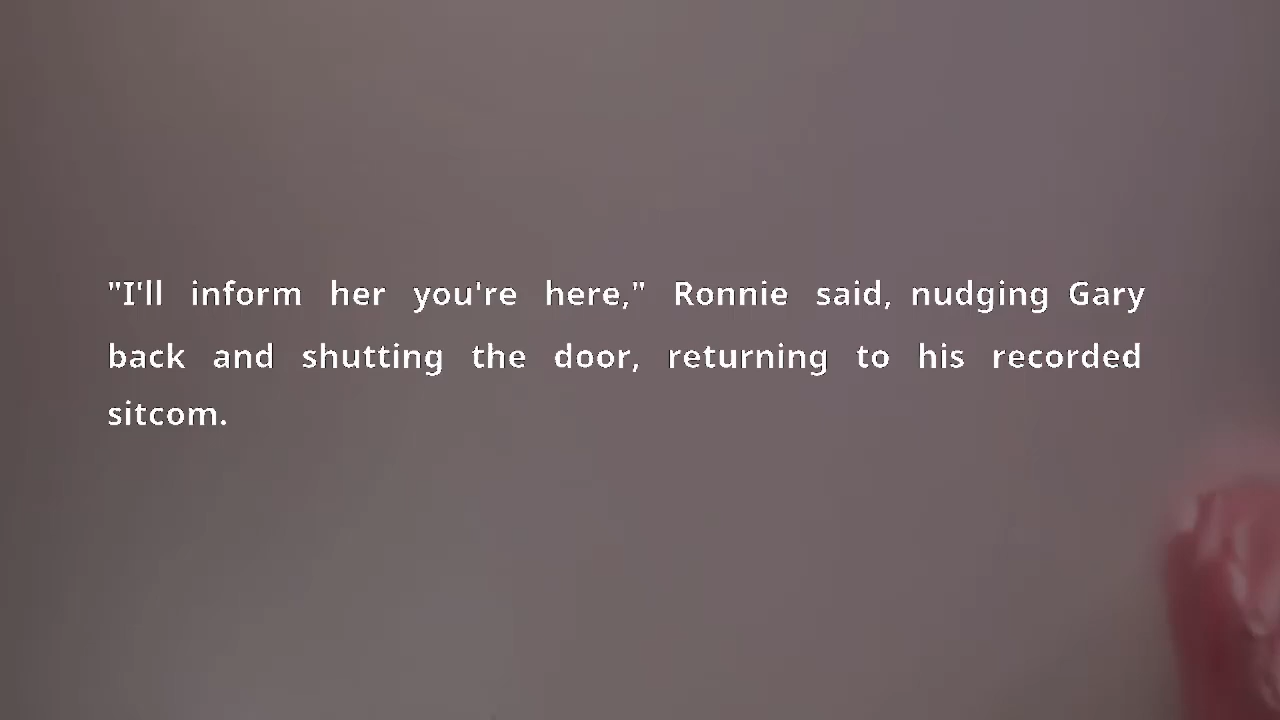 "I'll inform her you're here," Ronnie said, nudging Gary
back and shutting the door, returning to his recorded
sitcom.